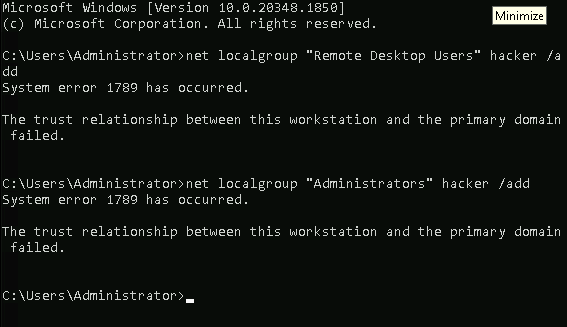 Microsoft Windows [Version 10.0.20348.1850]
(c) Microsoft Corporation. All rights reserved.
Minimize
C:\Users\Administrator>net localgroup "Remote Desktop Users" hacker /a
dd
System error 1789 has occurred.
The trust relationship between this workstation and the primary domain
failed.
C:\Users\Administrator>net localgroup "Administrators" hacker /add
System error 1789 has occurred.
The trust relationship between this workstation and the primary domain
failed.
C:\Users\Administrator>